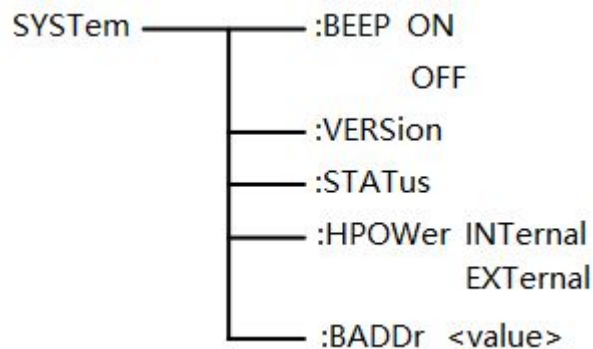 SYSTem :BEEP ON
OFF
:VERSion
:STATus
:HPOWer INTernal
EXTernal
:BADDr <value>